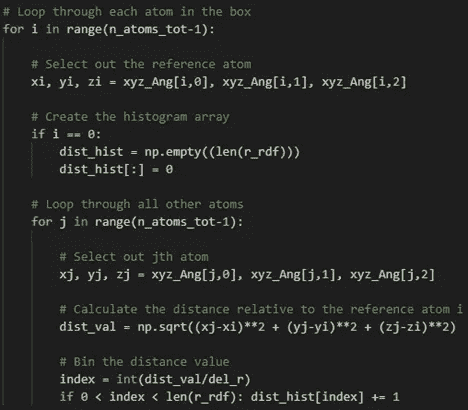 # Loop through each atom in the box
for i in range(n_atoms_tot-1):
# Select out the reference atom
xi, yi, zi = xyz_Ang[i,0], xyz_Ang[i,1], xyz_Ang[i,2]
# Create the histogram array
if i == 0:
dist_hist = np.empty((len(r_rdf)))
dist_hist[:] = 0
# Loop through all other atoms
for j in range(n_atoms_tot-1):
# Select out jth atom
xj, yj, zj = xyz_Ang[j,0], xyz_Ang[j,1], xyz_Ang[j,2]
# Calculate the distance relative to the reference atom i
dist_val = np.sqrt((xj-xi)**2 + (yj-yi)**2 + (zj-zi)**2)
# Bin the distance value
index = int(dist_val/del_r)
if 0 < index < len(r_rdf): dist_hist[index] += 1